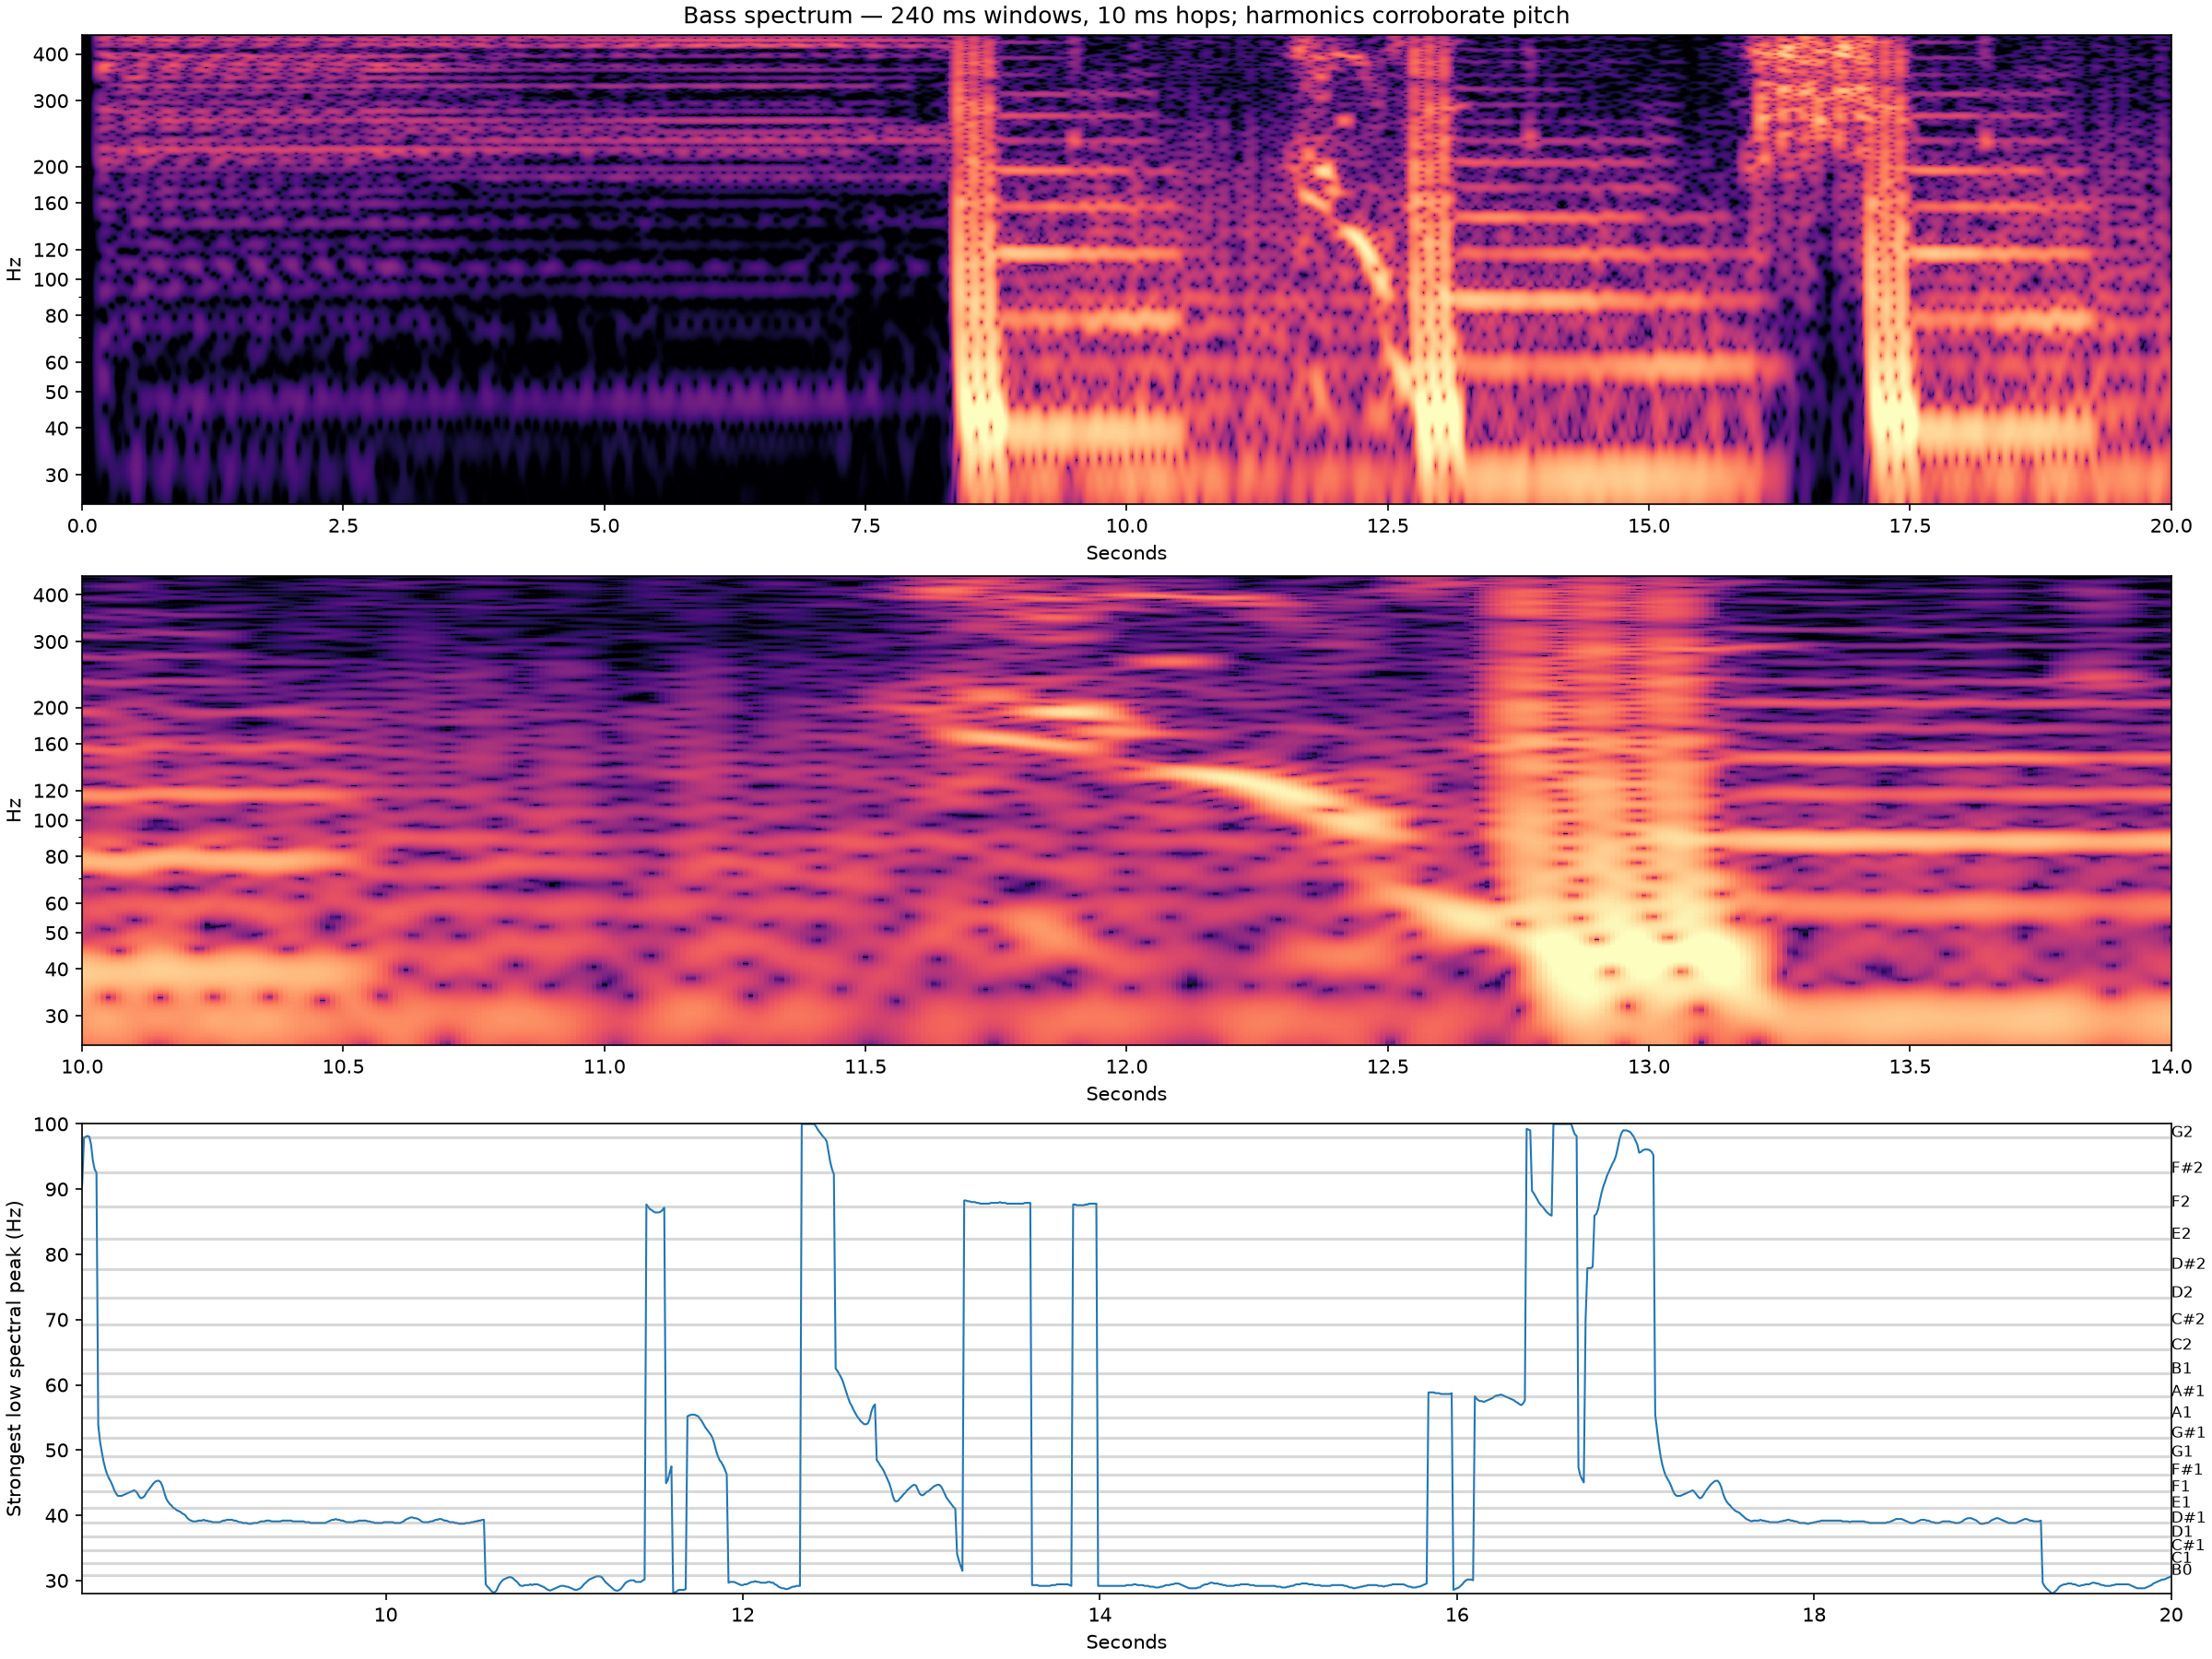 Bass spectrum — 240 ms windows, 10 ms hops; harmonics corroborate pitch
Hz
400
300
200
160
120
100
80
60
50
40
30
0.0 2.5 5.0 7.5 10.0 12.5 15.0 17.5 20.0
Seconds
Hz
400
300
200
160
120
100
80
60
50
40
30
10.0 10.5 11.0 11.5 12.0 12.5 13.0 13.5 14.0
Seconds
Strongest low spectral peak (Hz)
100
90
80
70
60
50
40
30
G2
F#2
F2
E2
D#2
D2
C#2
C2
B1
A#1
A1
G#1
G1
F#1
F1
E1
D#1
D1
C#1
C1
B0
10 12 14 16 18 20
Seconds